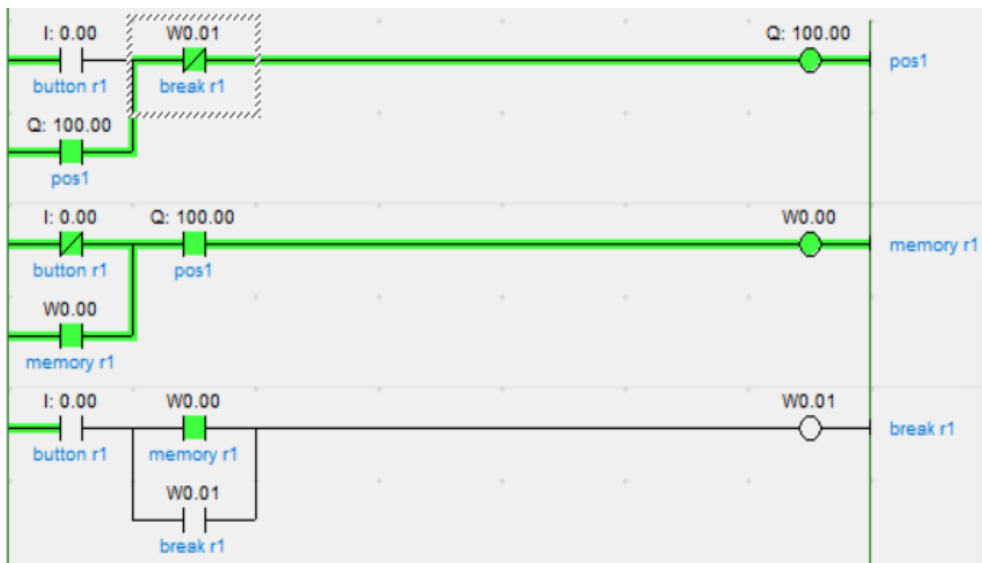 I: 0.00 W0.01 Q: 100.00
button r1 break r1 pos1
Q: 100.00
pos1
I: 0.00 Q: 100.00 W0.00
button r1 pos1 memory r1
W0.00
memory r1
I: 0.00 W0.00 W0.01
button r1 memory r1 break r1
W0.01
break r1